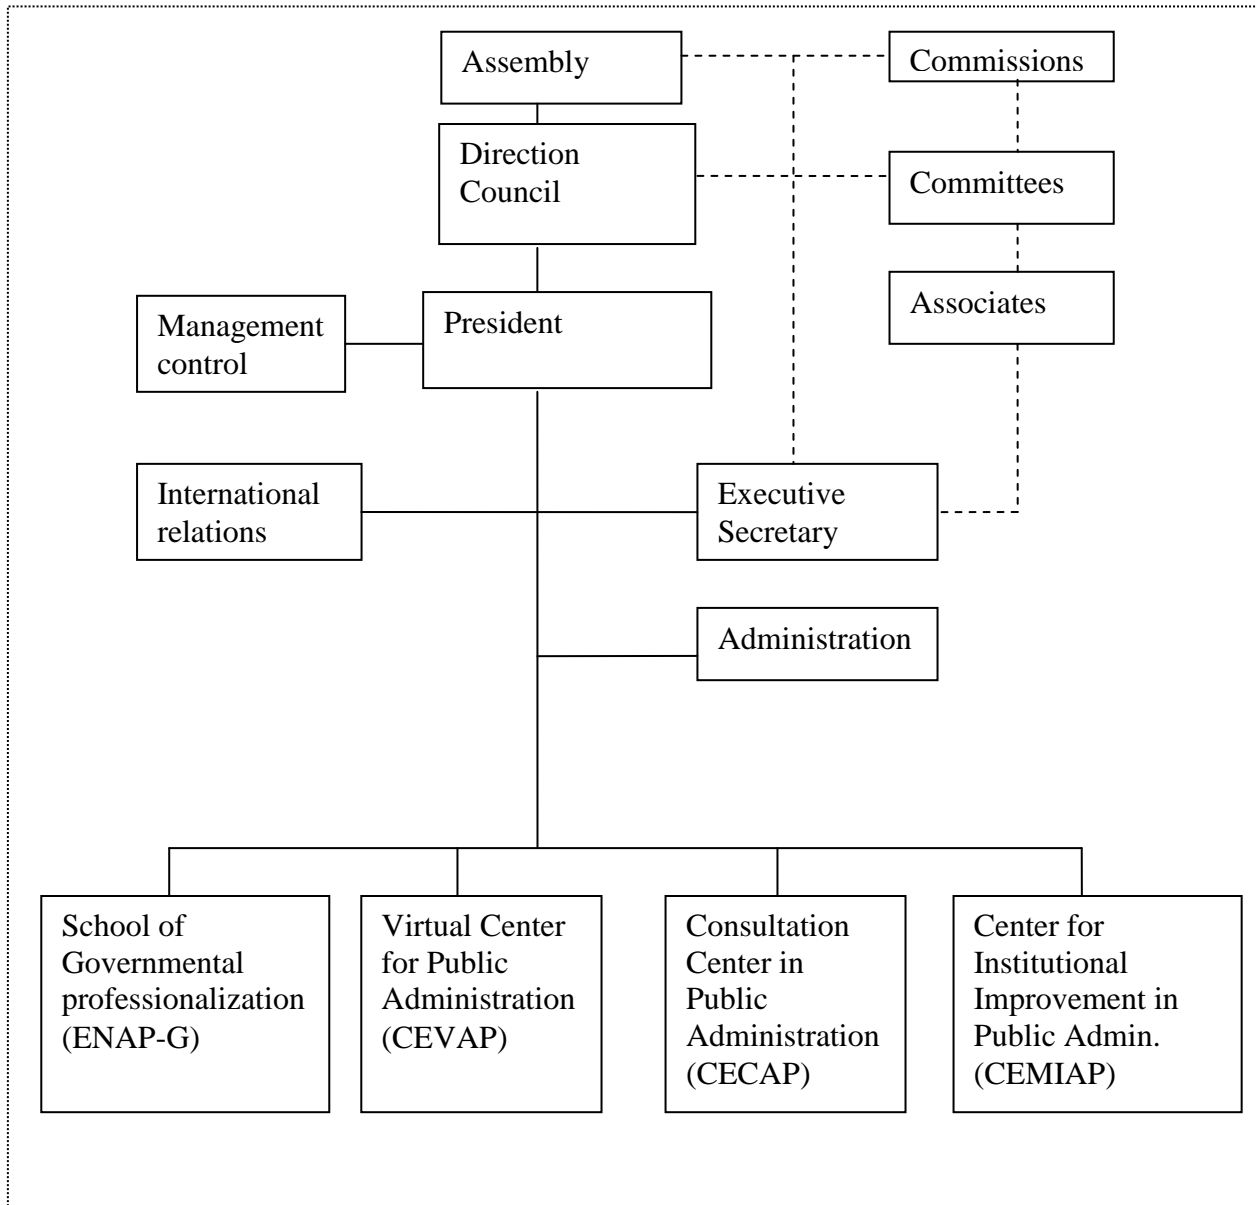 Assembly
Commissions
Direction
Council
Committees
Associates
Management
control
President
International
relations
Executive
Secretary
Administration
School of
Governmental
professionalization
(ENAP-G)
Virtual Center
for Public
Administration
(CEVAP)
Consultation
Center in
Public
Administration
(CECAP)
Center for
Institutional
Improvement in
Public Admin.
(CEMIAP)